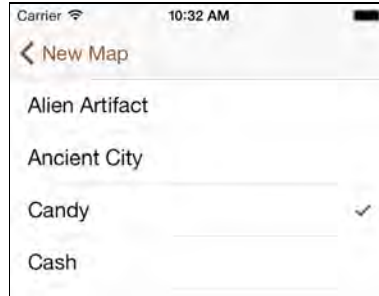 Carrier 10:32 AM
New Map
Alien Artifact
Ancient City
Candy
Cash